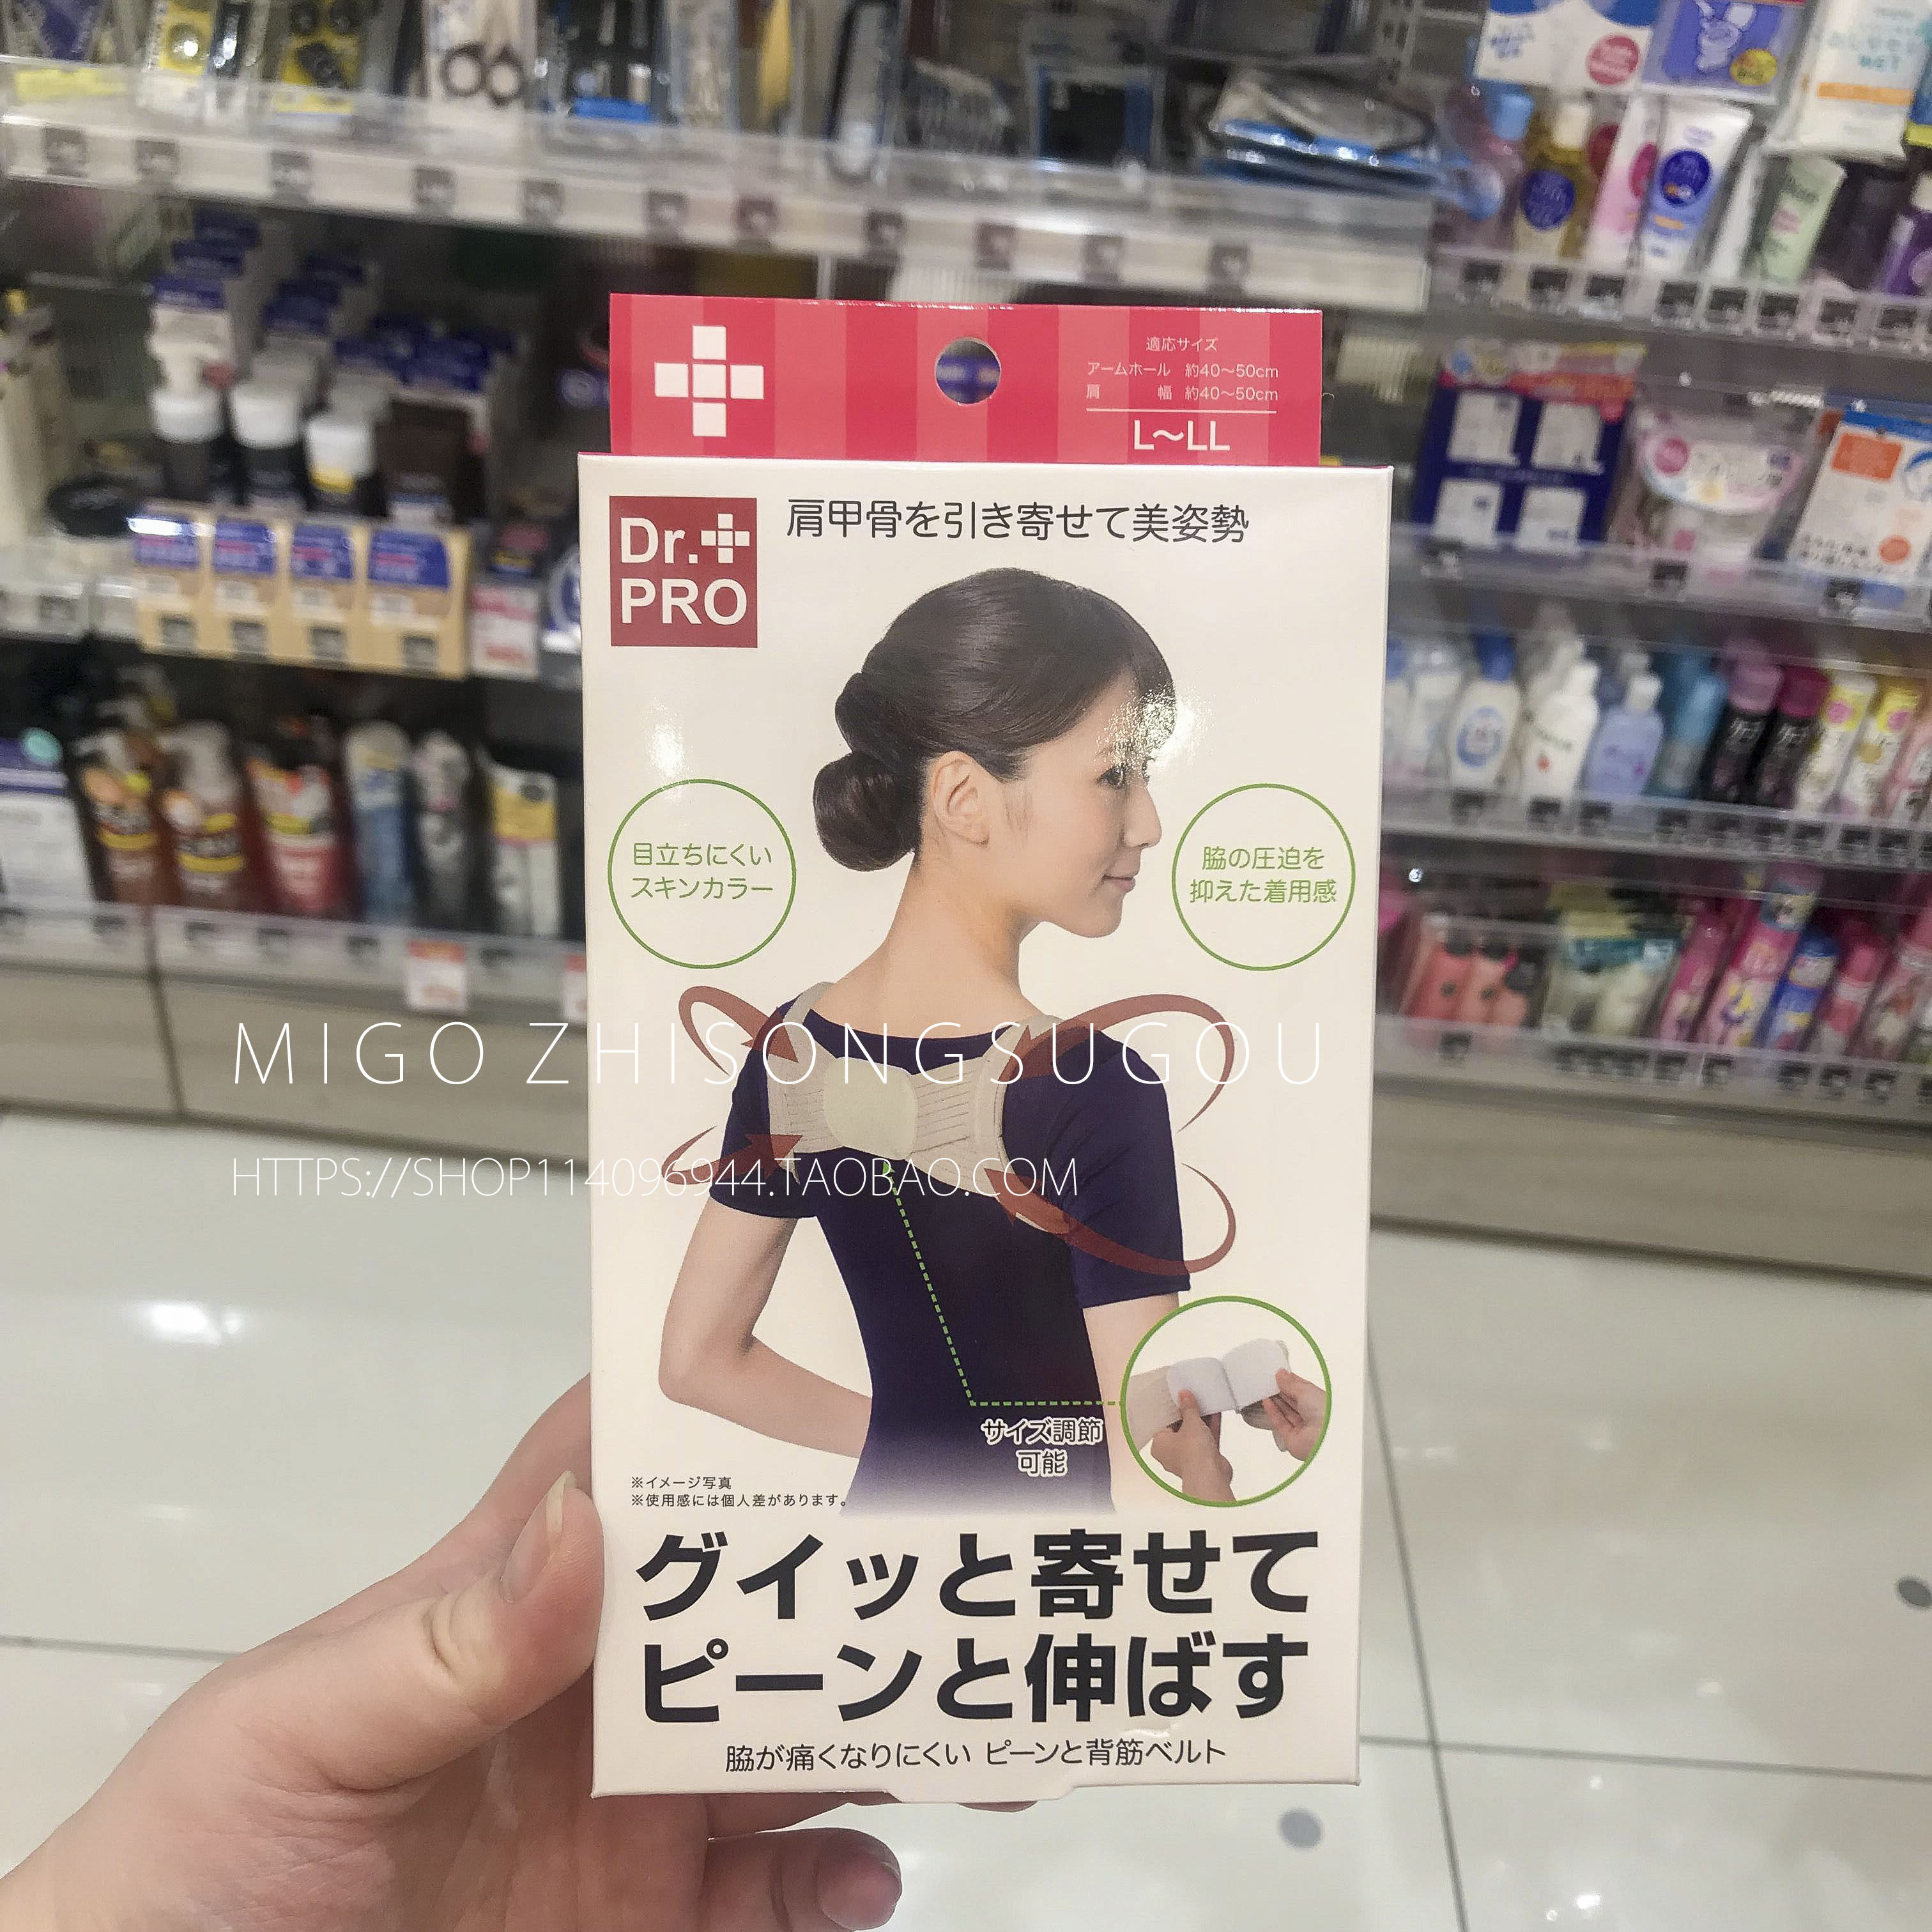 適応サイズ
アームホール 約40～50cm
肩 幅 約40～50cm
L～LL
Dr.
PRO
肩甲骨を引き寄せて美姿勢
目立ちにくい
スキンカラー
脇の圧迫を
抑えた着用感
MIGO ZHISONGSUGOU
HTTPS://SHOP114096944.TAOBAO.COM
サイズ調節
可能
※イメージ写真
※使用感には個人差があります。
グイッと寄せて
ピーンと伸ばす
脇が痛くなりにくい ピーンと背筋ベルト